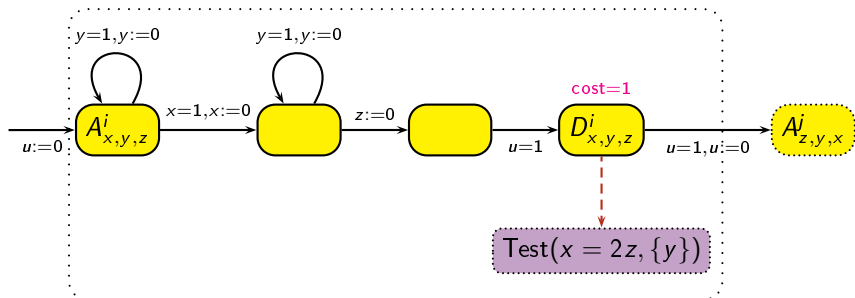 y=1,y:=0
y=1,y:=0
cost=1
u:=0
A^i_{x,y,z}
x=1,x:=0
z:=0
u=1
D^i_{x,y,z}
u=1,u:=0
A^j_{z,y,x}
Test(x = 2z, {y})